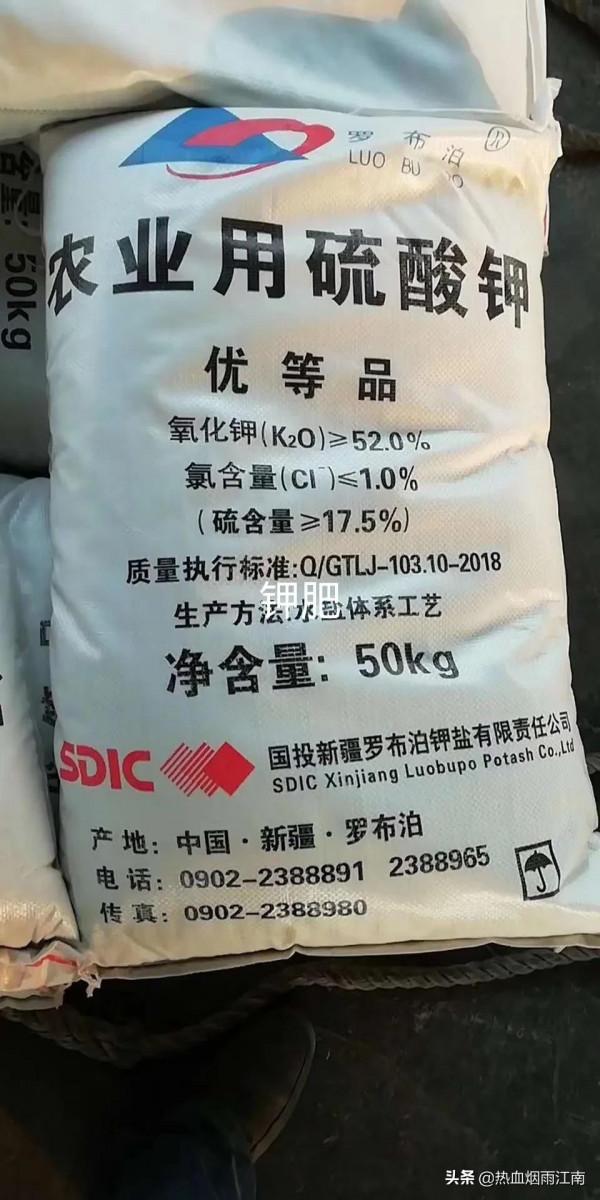 罗布泊®
LUO BU PO
农业用硫酸钾
优等品
氧化钾(K₂O)≥52.0%
氯含量(Cl⁻)≤1.0%
(硫含量≥17.5%)
质量执行标准:Q/GTLJ-103.10-2018
生产方法:水盐体系工艺
钾肥
净含量: 50kg
SDIC
国投新疆罗布泊钾盐有限责任公司
SDIC Xinjiang Luobupo Potash Co.,Ltd
产地: 中国·新疆·罗布泊
电话: 0902-2388891 2388965
传真: 0902-2388980
含量: 50kg
头条 @热血烟雨江南